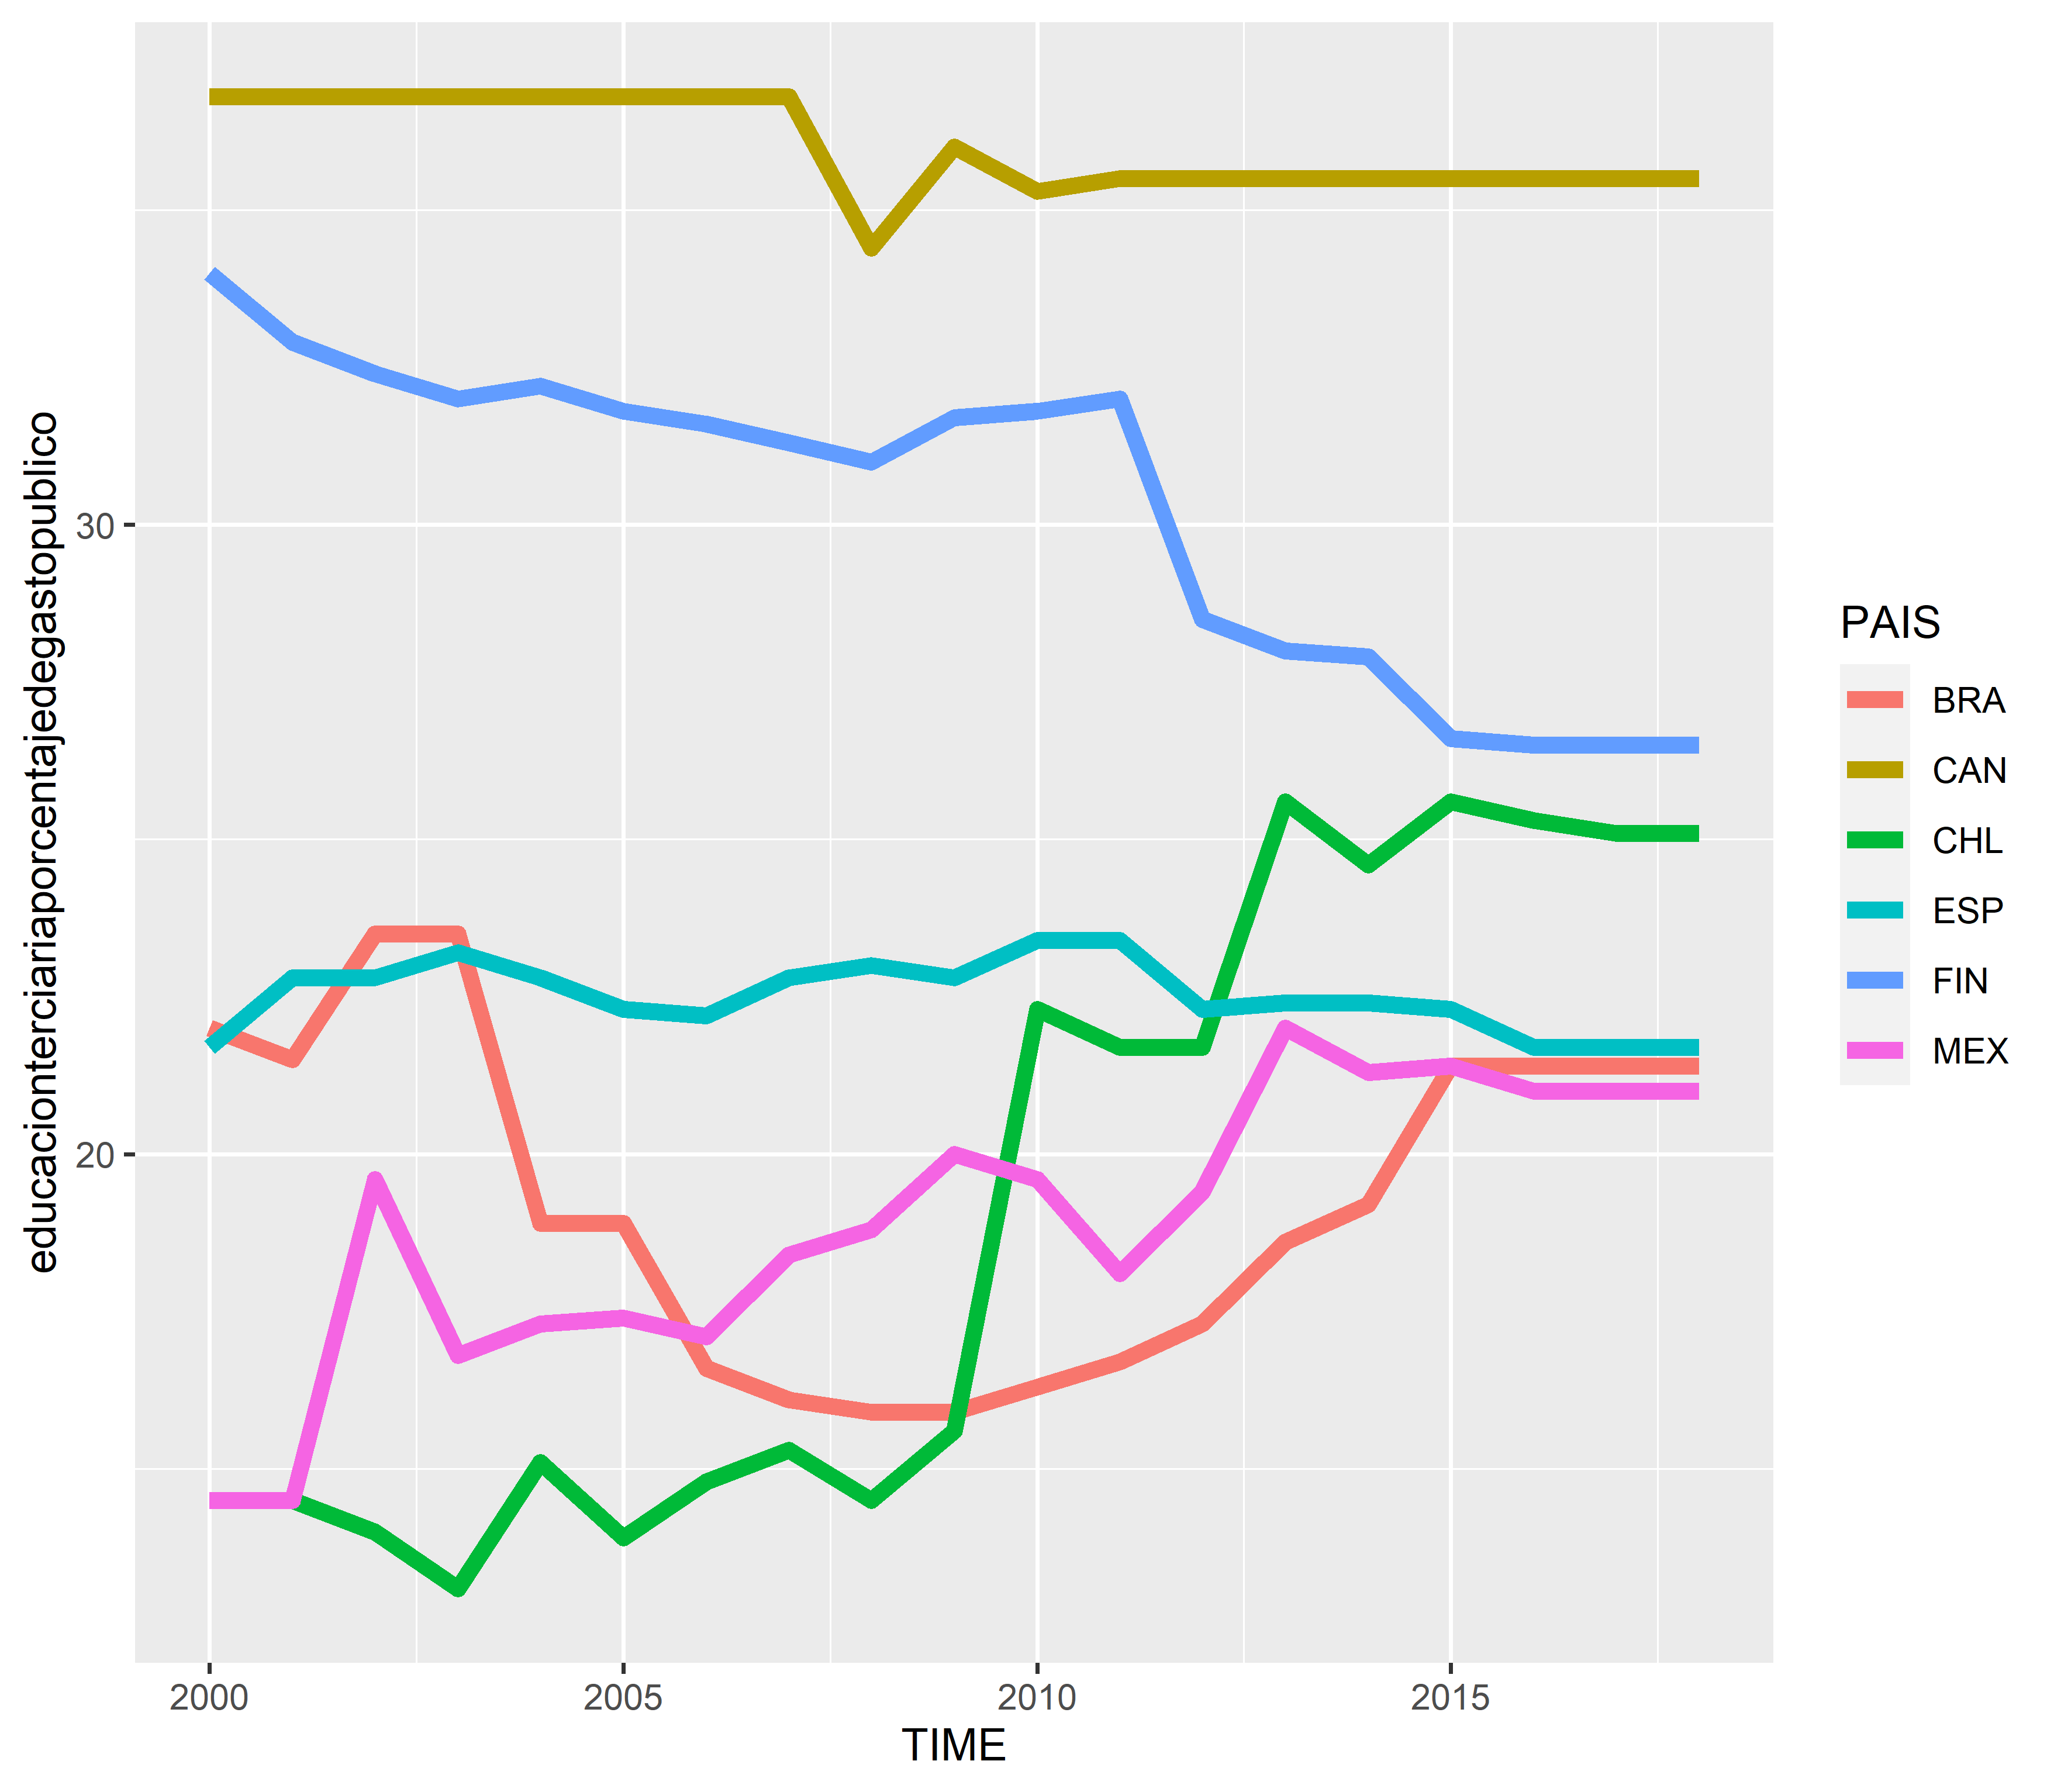 educacionterciariaporcentajedegastopublico
30
20
2000
2005
2010
2015
TIME
PAIS
BRA
CAN
CHL
ESP
FIN
MEX